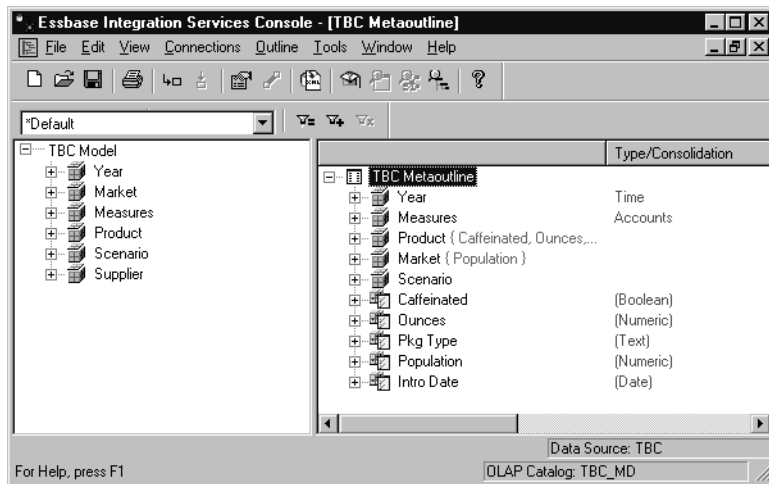 Essbase Integration Services Console - [TBC Metaoutline]
File Edit View Connections Outline Tools Window Help
XML
*Default
TBC Model
Year
Market
Measures
Product
Scenario
Supplier
Type/Consolidation
TBC Metaoutline
Year Time
Measures Accounts
Product { Caffeinated, Ounces,...
Market { Population }
Scenario
Caffeinated (Boolean)
Ounces (Numeric)
Pkg Type (Text)
Population (Numeric)
Intro Date (Date)
Data Source: TBC
For Help, press F1 OLAP Catalog: TBC_MD